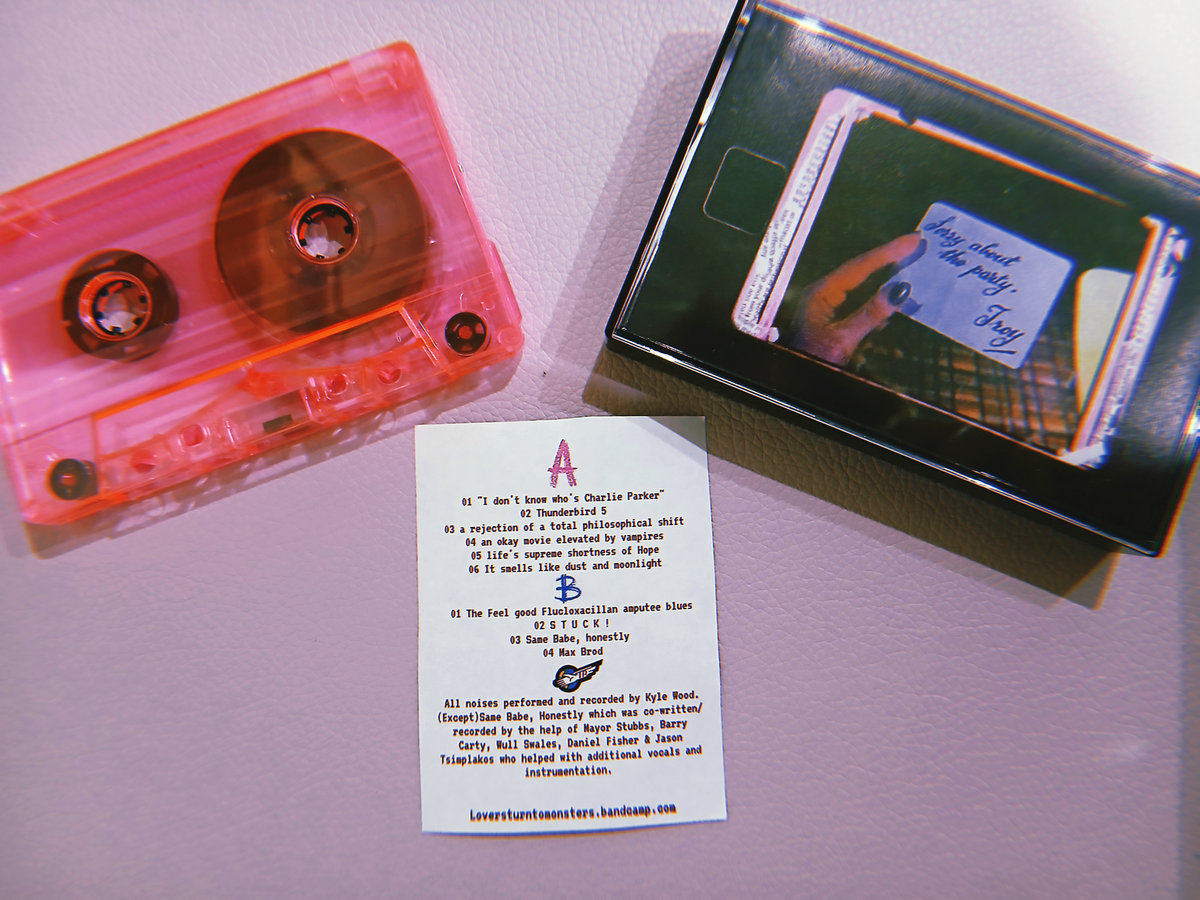 Sorry about
the party.
Troy
A
01 "I don't know who's Charlie Parker"
02 Thunderbird 5
03 a rejection of a total philosophical shift
04 an okay movie elevated by vampires
05 life's supreme shortness of Hope
06 It smells like dust and moonlight
B
01 The Feel good Flucloxacillan amputee blues
02 S T U C K !
03 Same Babe, honestly
04 Max Brod
All noises performed and recorded by Kyle Wood.
(Except)Same Babe, Honestly which was co-written/
recorded by the help of Mayor Stubbs, Barry
Carty, Wull Swales, Daniel Fisher & Jason
Tsimplakos who helped with additional vocals and
instrumentation.
Loversturntomonsters.bandcamp.com